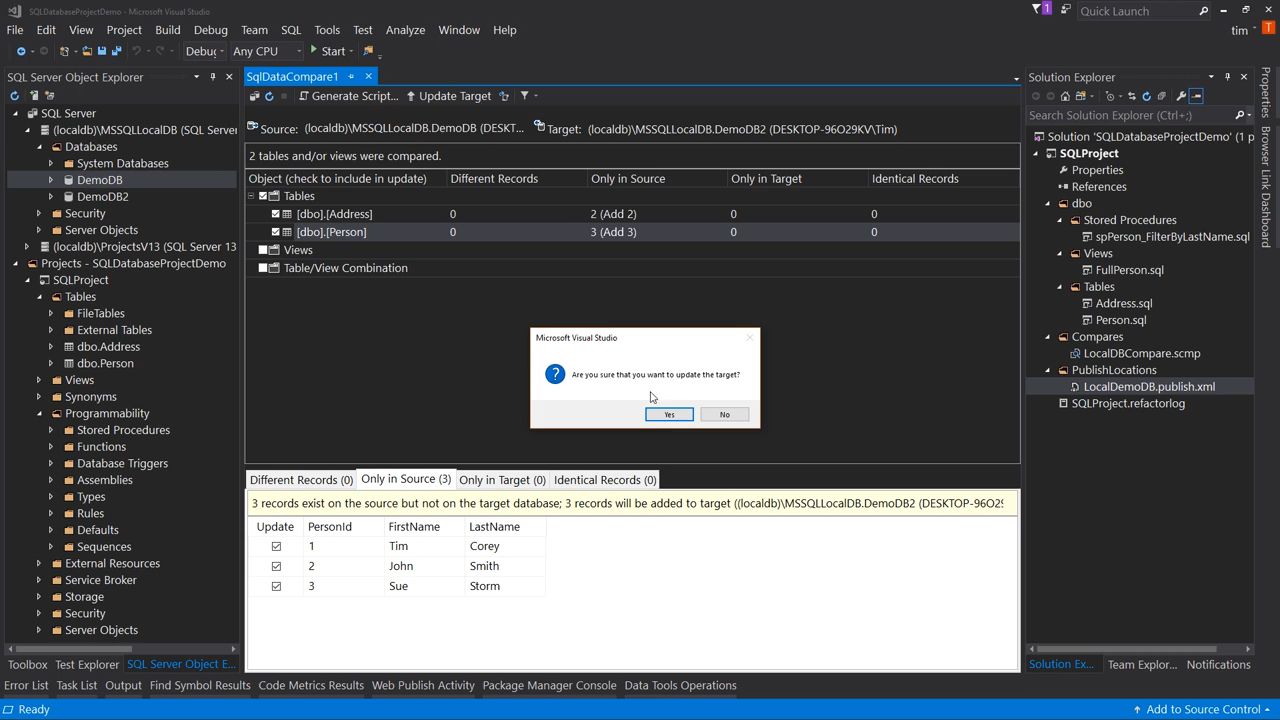 SQLDatabaseProjectDemo - Microsoft Visual Studio
1
Quick Launch
File Edit View Project Build Debug Team SQL Tools Test Analyze Window Help
tim T
Debug Any CPU Start
SQL Server Object Explorer
SQL Server
(localdb)\MSSQLLocalDB (SQL Server
Databases
System Databases
DemoDB
DemoDB2
Security
Server Objects
(localdb)\ProjectsV13 (SQL Server 13
Projects - SQLDatabaseProjectDemo
SQLProject
Tables
FileTables
External Tables
dbo.Address
dbo.Person
Views
Synonyms
Programmability
Stored Procedures
Functions
Database Triggers
Assemblies
Types
Rules
Defaults
Sequences
External Resources
Service Broker
Storage
Security
Server Objects
Toolbox Test Explorer SQL Server Object E...
SqlDataCompare1
Generate Script... Update Target
Source: (localdb)\MSSQLLocalDB.DemoDB (DESKT... Target: (localdb)\MSSQLLocalDB.DemoDB2 (DESKTOP-96O29KV\Tim)
2 tables and/or views were compared.
Object (check to include in update) Different Records Only in Source Only in Target Identical Records
Tables
[dbo].[Address] 0 2 (Add 2) 0 0
[dbo].[Person] 0 3 (Add 3) 0 0
Views
Table/View Combination
Microsoft Visual Studio
? Are you sure that you want to update the target?
Yes No
Different Records (0) Only in Source (3) Only in Target (0) Identical Records (0)
3 records exist on the source but not on the target database; 3 records will be added to target ((localdb)\MSSQLLocalDB.DemoDB2 (DESKTOP-96O29
Update PersonId FirstName LastName
1 Tim Corey
2 John Smith
3 Sue Storm
Solution Explorer
Search Solution Explorer (Ctrl+;)
Solution 'SQLDatabaseProjectDemo' (1 p
SQLProject
Properties
References
dbo
Stored Procedures
spPerson_FilterByLastName.sql
Views
FullPerson.sql
Tables
Address.sql
Person.sql
Compares
LocalDBCompare.scmp
PublishLocations
LocalDemoDB.publish.xml
SQLProject.refactorlog
Solution Ex... Team Explor... Notifications
Properties
Browser Link Dashboard
Error List Task List Output Find Symbol Results Code Metrics Results Web Publish Activity Package Manager Console Data Tools Operations
Ready
Add to Source Control